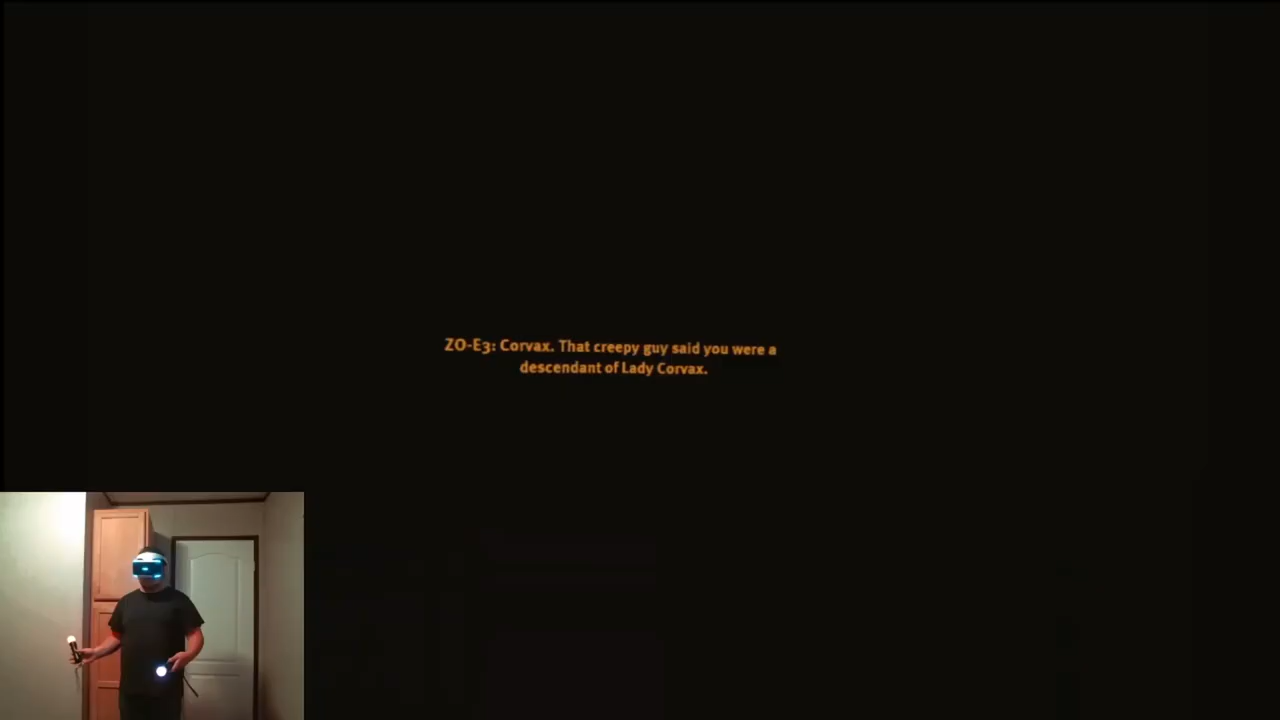 ZO-E3: Corvax. That creepy guy said you were a
descendant of Lady Corvax.